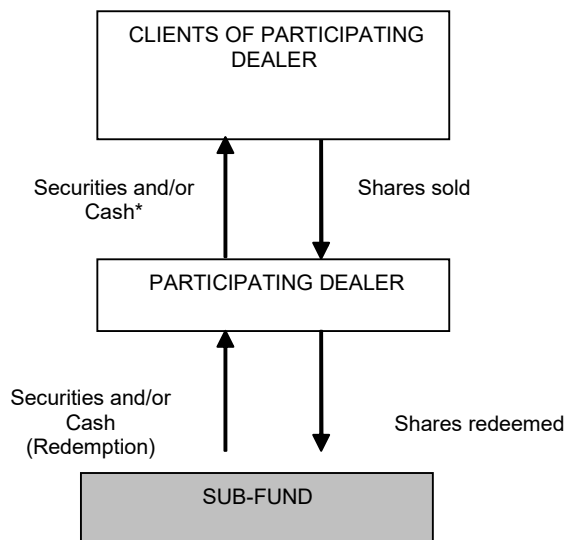 CLIENTS OF PARTICIPATING
DEALER
Securities and/or
Cash*
Shares sold
PARTICIPATING DEALER
Securities and/or
Cash
(Redemption)
Shares redeemed
SUB-FUND